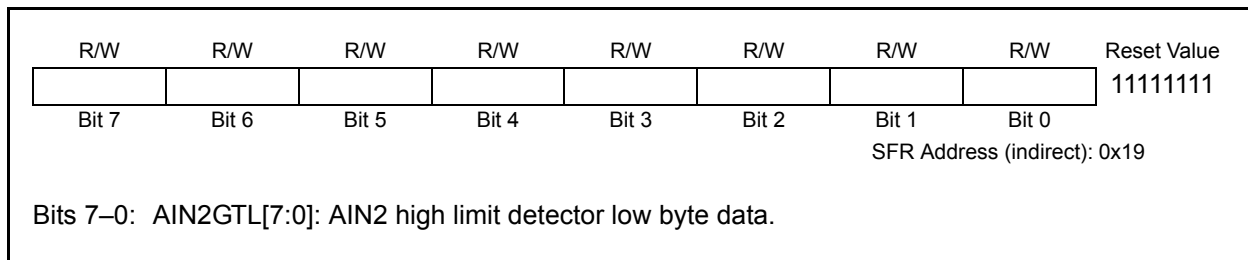 R/W R/W R/W R/W R/W R/W R/W R/W Reset Value
11111111
Bit 7 Bit 6 Bit 5 Bit 4 Bit 3 Bit 2 Bit 1 Bit 0
SFR Address (indirect): 0x19
Bits 7–0: AIN2GTL[7:0]: AIN2 high limit detector low byte data.